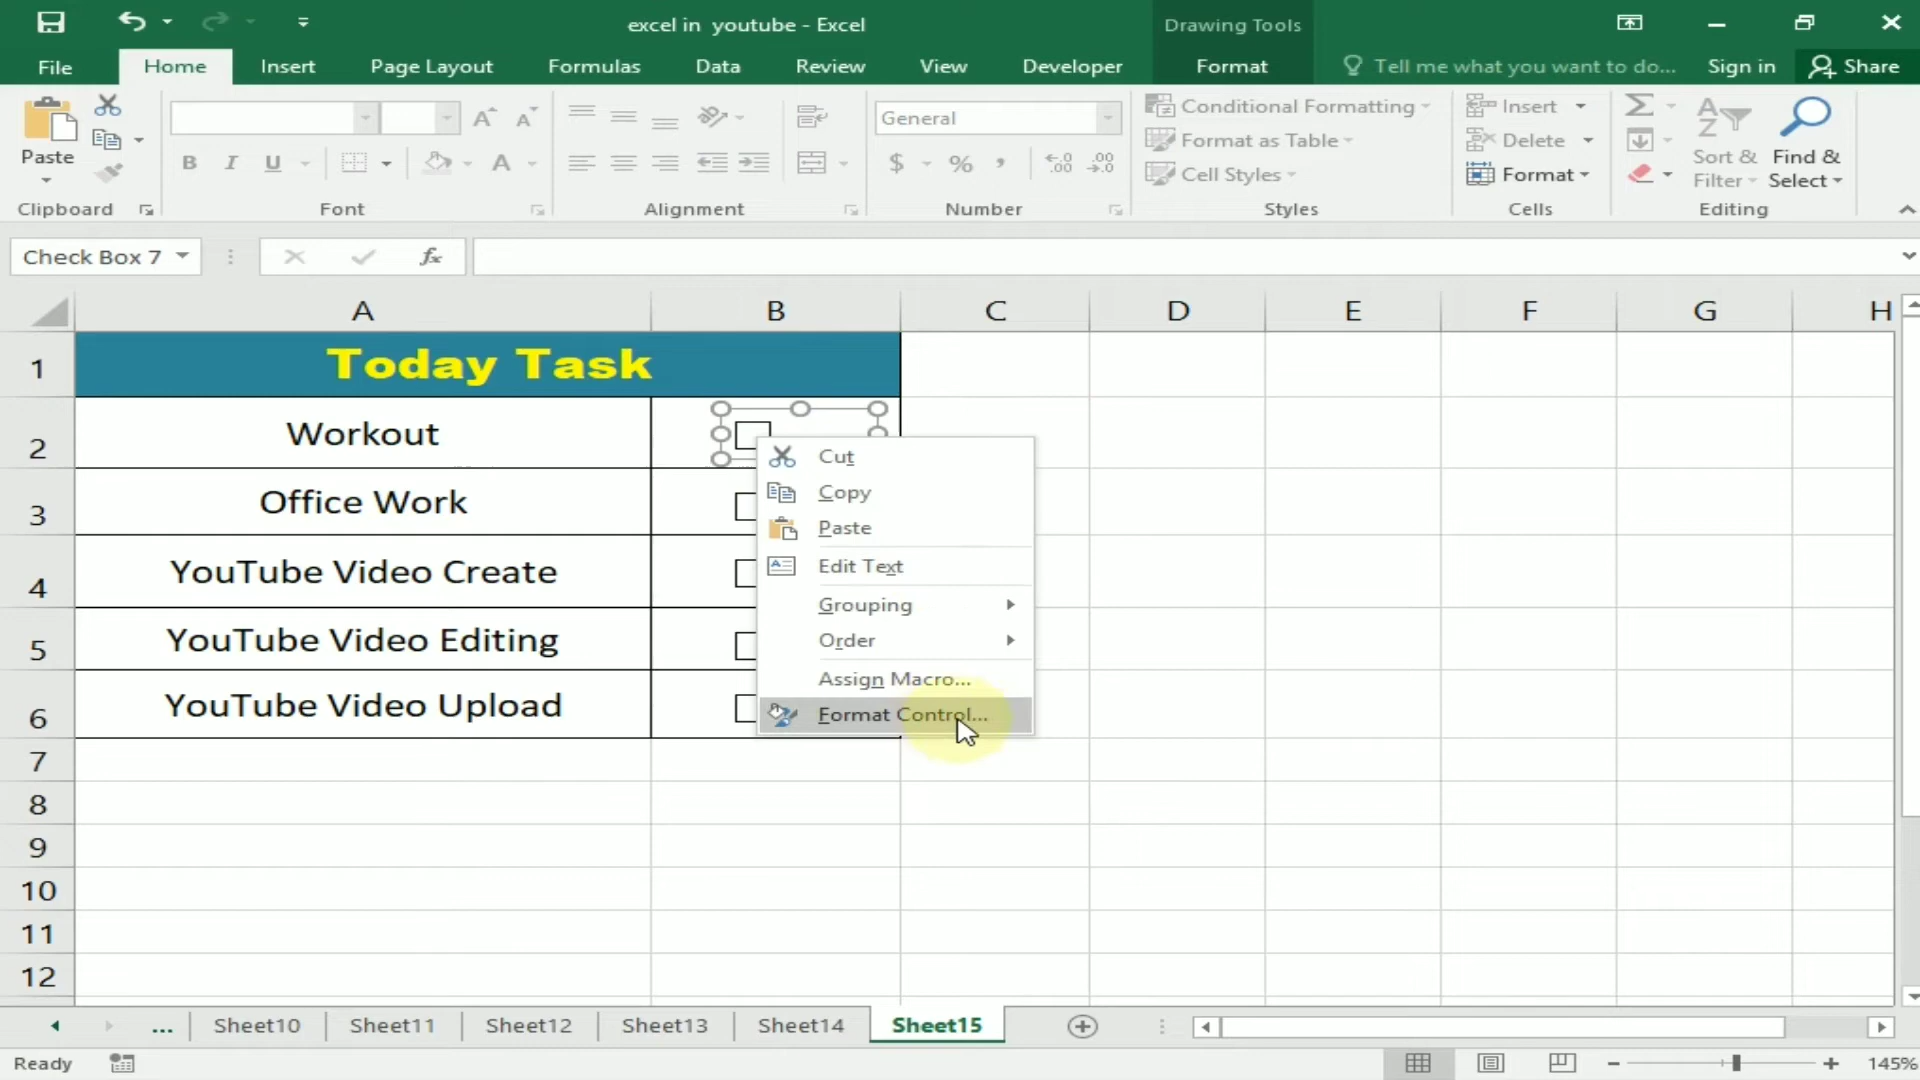 excel in youtube - Excel
Drawing Tools
File Home Insert Page Layout Formulas Data Review View Developer Format Tell me what you want to do... Sign in Share
Paste
B I U A
General
$ %
Conditional Formatting
Format as Table
Cell Styles
Insert
Delete
Format
Sort &
Filter
Find &
Select
Clipboard Font Alignment Number Styles Cells Editing
Check Box 7 fx
A B C D E F G H
1 Today Task
2 Workout
3 Office Work
4 YouTube Video Create
5 YouTube Video Editing
6 YouTube Video Upload
7
8
9
10
11
12
Cut
Copy
Paste
Edit Text
Grouping
Order
Assign Macro...
Format Control...
... Sheet10 Sheet11 Sheet12 Sheet13 Sheet14 Sheet15
Ready 145%